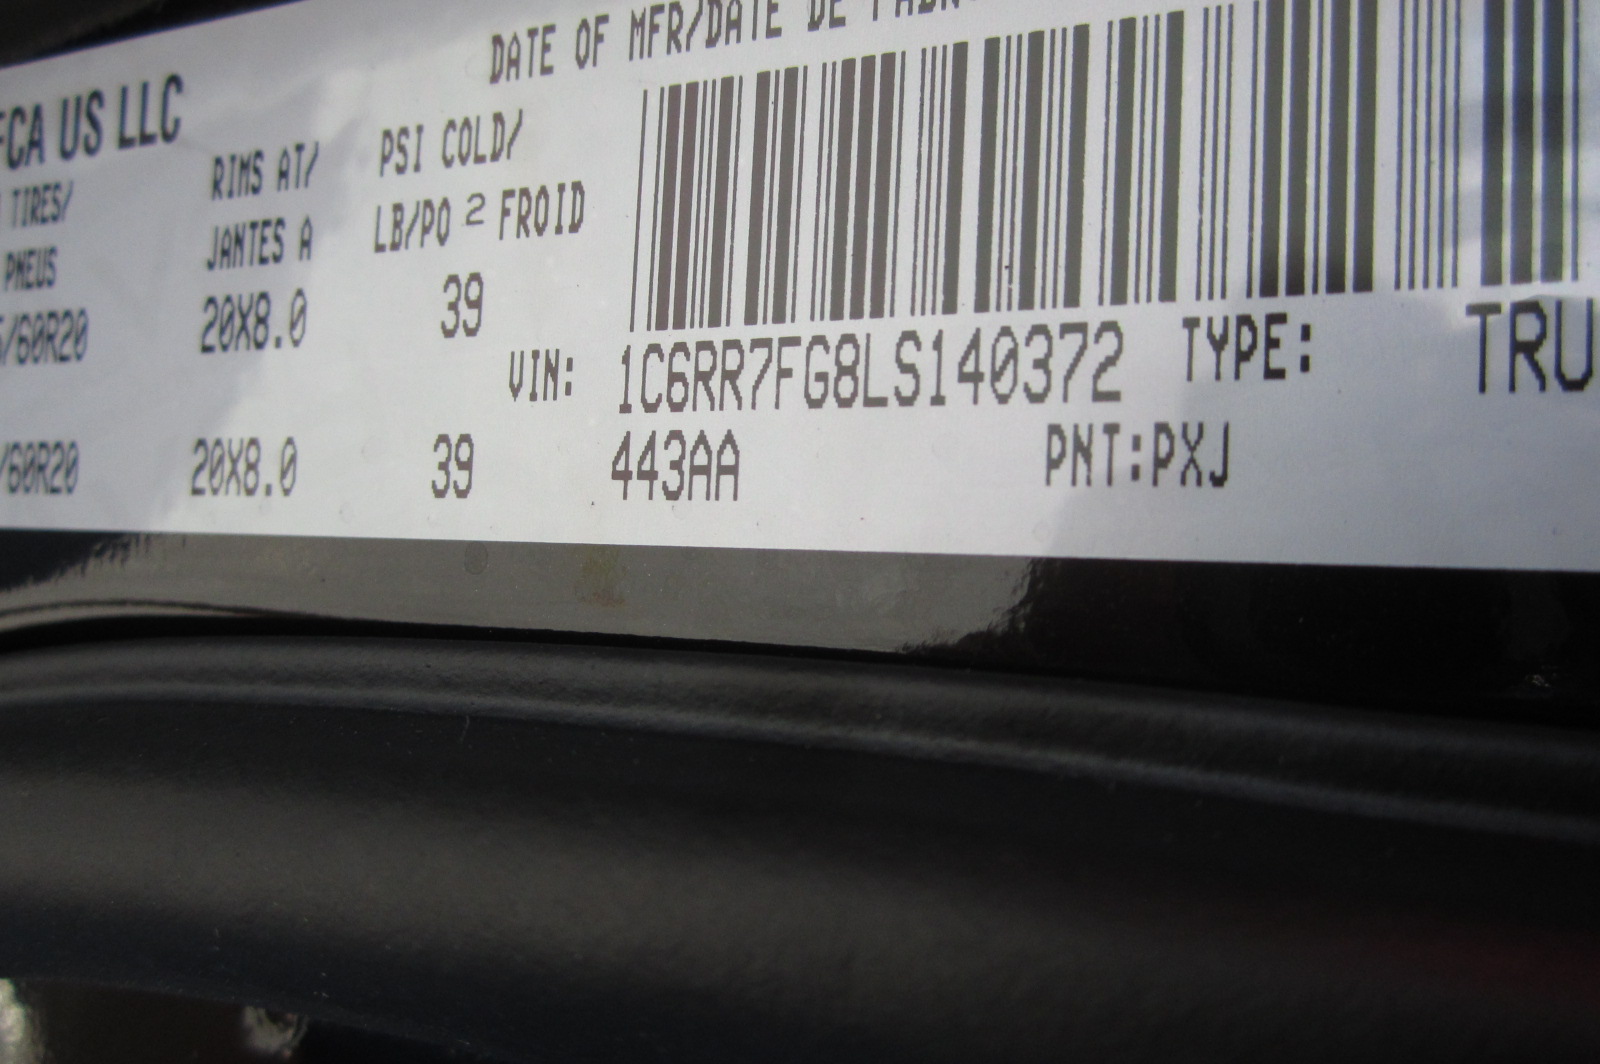 DATE OF MFR/DATE DE
FCA US LLC
TIRES/ RIMS AT/ PSI COLD/
PNEUS JANTES A LB/PO 2 FROID
/60R20 20X8.0 39
VIN: 1C6RR7FG8LS140372 TYPE: TRU
/60R20 20X8.0 39 443AA PNT:PXJ